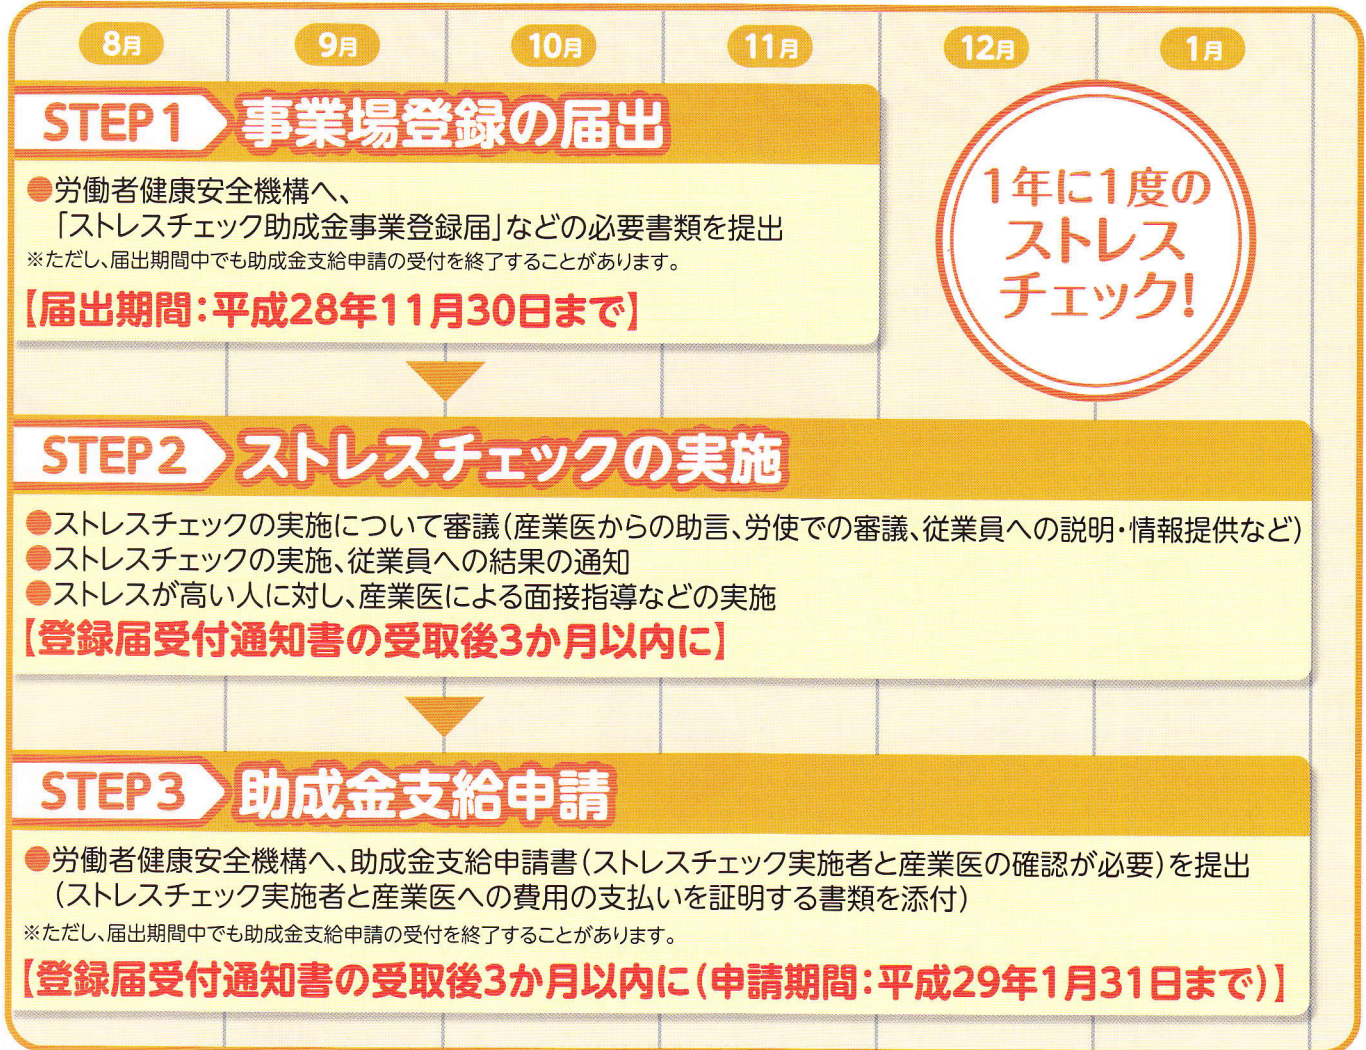 8月 9月 10月 11月 12月 1月
STEP1 事業場登録の届出
●労働者健康安全機構へ、
「ストレスチェック助成金事業登録届」などの必要書類を提出
※ただし、届出期間中でも助成金支給申請の受付を終了することがあります。
【届出期間：平成28年11月30日まで】
1年に1度の
ストレス
チェック!
STEP2 ストレスチェックの実施
●ストレスチェックの実施について審議（産業医からの助言、労使での審議、従業員への説明・情報提供など）
●ストレスチェックの実施、従業員への結果の通知
●ストレスが高い人に対し、産業医による面接指導などの実施
【登録届受付通知書の受取後3か月以内に】
STEP3 助成金支給申請
●労働者健康安全機構へ、助成金支給申請書（ストレスチェック実施者と産業医の確認が必要）を提出
（ストレスチェック実施者と産業医への費用の支払いを証明する書類を添付）
※ただし、届出期間中でも助成金支給申請の受付を終了することがあります。
【登録届受付通知書の受取後3か月以内に（申請期間：平成29年1月31日まで）】